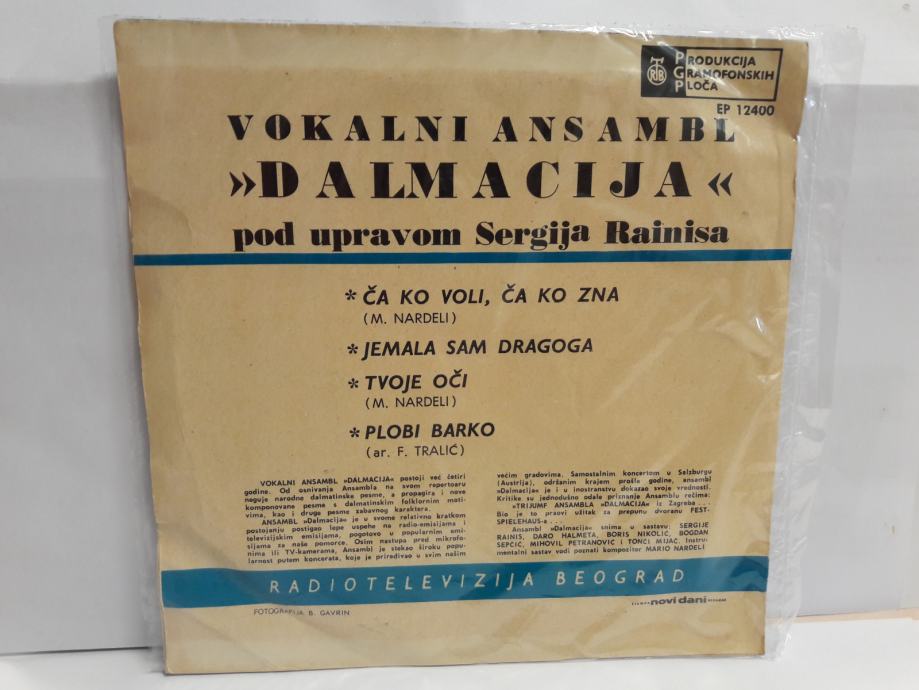 PRODUKCIJA
GRAMOFONSKIH
PLOČA
RTB
EP 12400
VOKALNI ANSAMBL
»DALMACIJA«
pod upravom Sergija Rainisa
* ČA KO VOLI, ČA KO ZNA
(M. NARDELI)
* JEMALA SAM DRAGOGA
* TVOJE OČI
(M. NARDELI)
* PLOBI BARKO
(ar. F. TRALIĆ)
VOKALNI ANSAMBL »DALMACIJA« postoji već četiri
godine. Od osnivanja Ansambla na svom repertoaru
neguje narodne dalmatinske pesme, a propagira i nove
komponovane pesme s dalmatinskim folklornim moti-
vima, kao i druge pesme zabavnog karaktera.
ANSAMBL »Dalmacija« je u svome relativno kratkom
postojanju postigao lepe uspehe na radio-emisijama i
televizijskim emisijama, pogotovo u popularnim emi-
sijama za naše pomorce. Osim nastupa pred mikrofo-
nima ili TV-kamerama, Ansambl je stekao široku popu-
larnost putem koncerata, koje je priređivao u svim našim
većim gradovima. Samostalnim koncertom u Selzburgu
(Austrija), održanim krajem prošle godine, ansambl
»Dalmacija« je i u inostranstvu dokazao svoje vrednosti.
Kritike su jednodušno odale priznanje Ansamblu rečima:
»TRIJUMF ANSAMBLA »DALMACIJA« iz Zagreba . .
Bio je to pravi užitak za prepunu dvoranu FEST-
SPIELEHAUS-a . . .
Ansambl »Dalmacija« snima u sastavu: SERGIJE
RAINIS, DARO HALMETA, BORIS NIKOLIĆ, BOGDAN
SEPČIĆ, MIHOVIL PETRANOVIĆ i TONČI MIJAĆ. Instru-
mentalni sastav vodi poznati kompozitor MARIO NARDELI
RADIOTELEVIZIJA BEOGRAD
FOTOGRAFIJA B. GAVRIN
novi dani